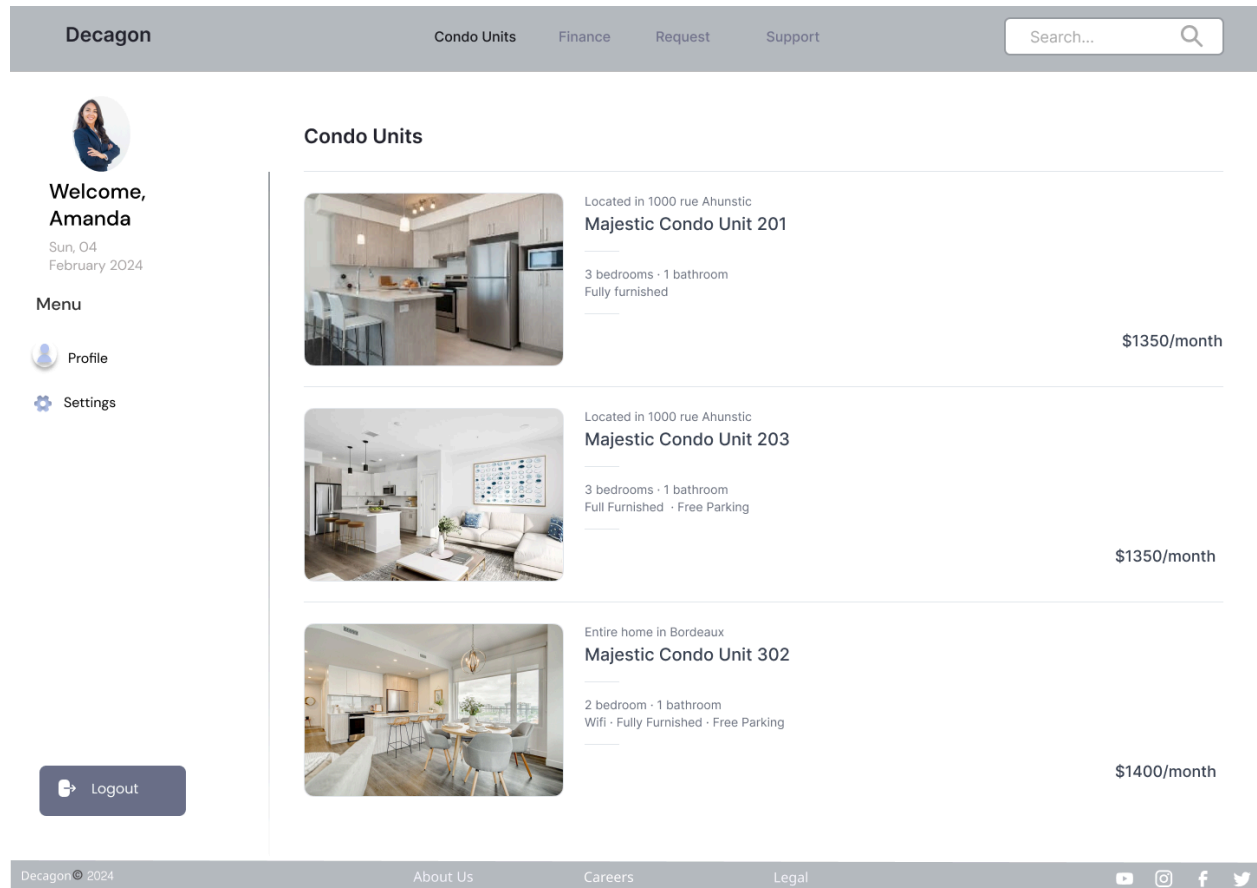 Decagon
Condo Units
Finance
Request
Support
Search...
Welcome,
Amanda
Sun, 04
February 2024
Menu
Profile
Settings
Logout
Condo Units
Located in 1000 rue Ahunstic
Majestic Condo Unit 201
3 bedrooms · 1 bathroom
Fully furnished
$1350/month
Located in 1000 rue Ahunstic
Majestic Condo Unit 203
3 bedrooms · 1 bathroom
Full Furnished · Free Parking
$1350/month
Entire home in Bordeaux
Majestic Condo Unit 302
2 bedroom · 1 bathroom
Wifi · Fully Furnished · Free Parking
$1400/month
Decagon© 2024
About Us
Careers
Legal